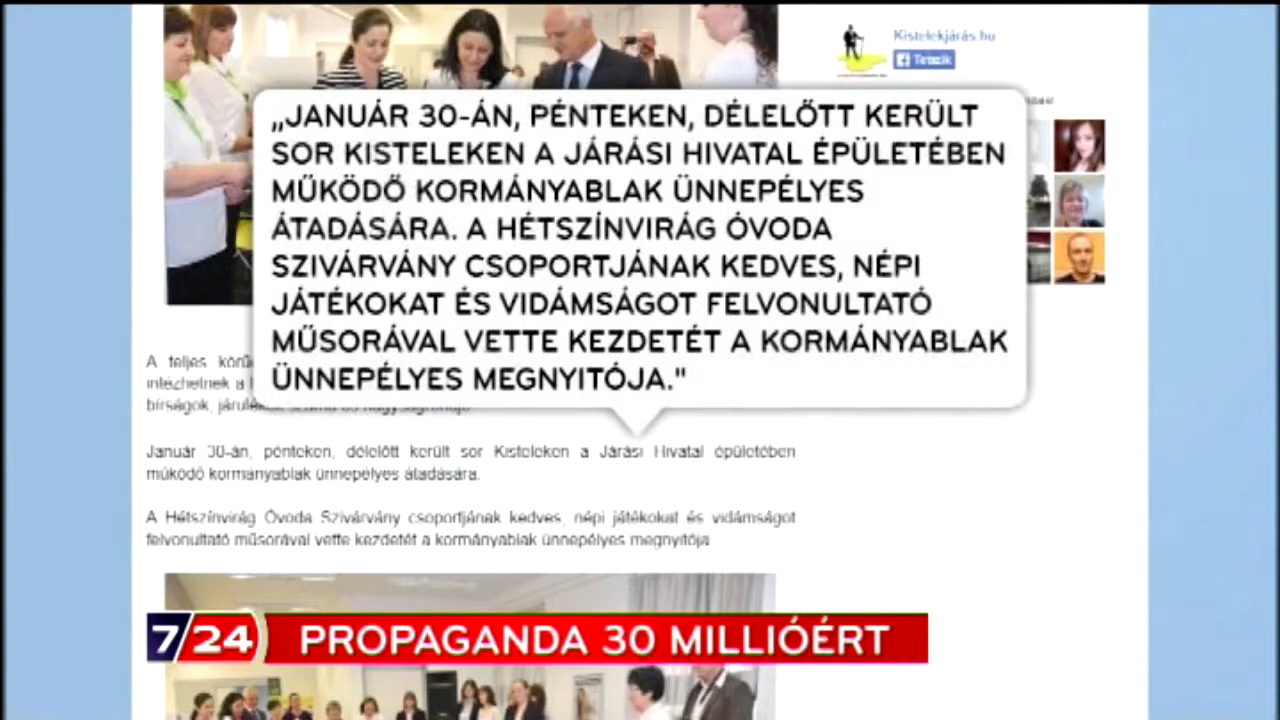 Kistelekjárás.hu
Tetszik
„JANUÁR 30-ÁN, PÉNTEKEN, DÉLELŐTT KERÜLT
SOR KISTELEKEN A JÁRÁSI HIVATAL ÉPÜLETÉBEN
MŰKÖDŐ KORMÁNYABLAK ÜNNEPÉLYES
ÁTADÁSÁRA. A HÉTSZÍNVIRÁG ÓVODA
SZIVÁRVÁNY CSOPORTJÁNAK KEDVES, NÉPI
JÁTÉKOKAT ÉS VIDÁMSÁGOT FELVONULTATÓ
MŰSORÁVAL VETTE KEZDETÉT A KORMÁNYABLAK
ÜNNEPÉLYES MEGNYITÓJA."
A teljes
intézhetnek a
bírságok,
Január 30-án, pénteken, délelőtt került sor Kisteleken a Járási Hivatal épületében
működő kormányablak ünnepélyes átadására.
A Hétszínvirág Óvoda Szivárvány csoportjának kedves, népi játékokat és vidámságot
felvonultató műsorával vette kezdetét a kormányablak ünnepélyes megnyitója
7/24 PROPAGANDA 30 MILLIÓÉRT